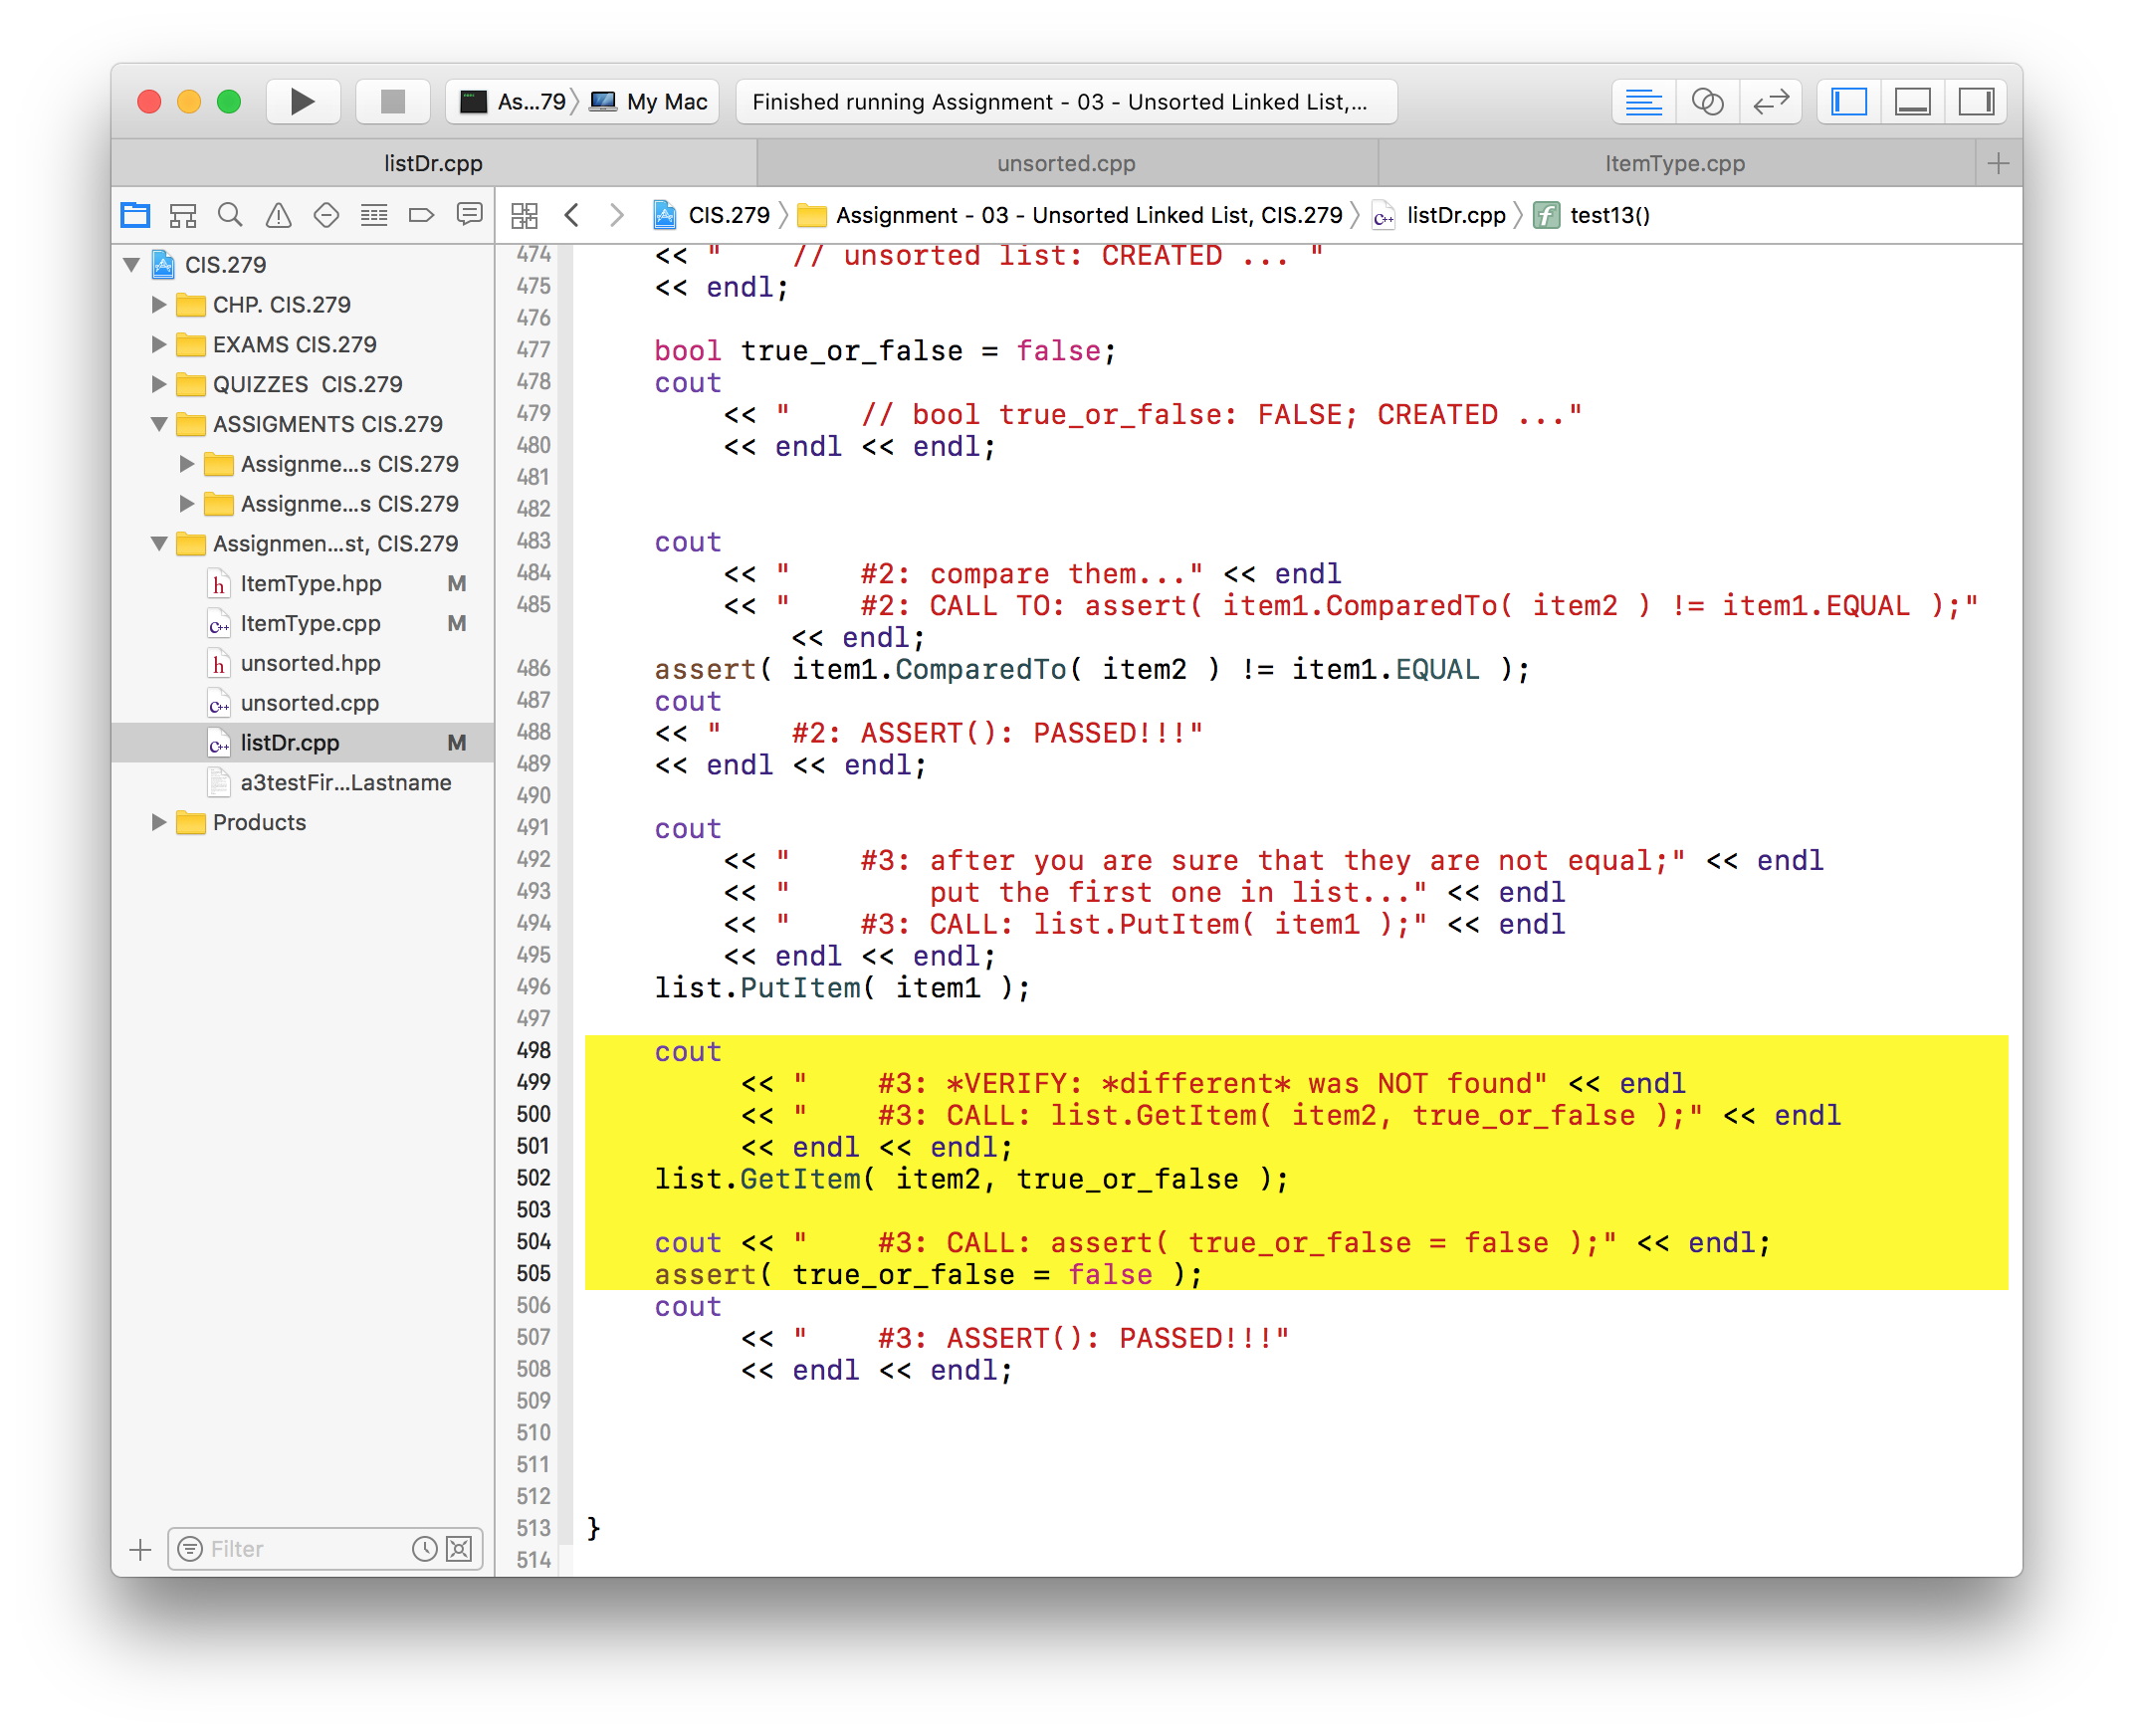 As...79 My Mac
Finished running Assignment - 03 - Unsorted Linked List,...
listDr.cpp
unsorted.cpp
ItemType.cpp
CIS.279 Assignment - 03 - Unsorted Linked List, CIS.279 listDr.cpp test13()
CIS.279
CHP. CIS.279
EXAMS CIS.279
QUIZZES  CIS.279
ASSIGMENTS CIS.279
Assignme...s CIS.279
Assignme...s CIS.279
Assignmen...st, CIS.279
ItemType.hpp M
ItemType.cpp M
unsorted.hpp
unsorted.cpp
listDr.cpp M
a3testFir...Lastname
Products
Filter
474 << "    // unsorted list: CREATED ... "
475 << endl;
476
477 bool true_or_false = false;
478 cout
479 << "    // bool true_or_false: FALSE; CREATED ..."
480 << endl << endl;
481
482
483 cout
484 << "    #2: compare them..." << endl
485 << "    #2: CALL TO: assert( item1.ComparedTo( item2 ) != item1.EQUAL );"
<< endl;
486 assert( item1.ComparedTo( item2 ) != item1.EQUAL );
487 cout
488 << "    #2: ASSERT(): PASSED!!!"
489 << endl << endl;
490
491 cout
492 << "    #3: after you are sure that they are not equal;" << endl
493 << "        put the first one in list..." << endl
494 << "    #3: CALL: list.PutItem( item1 );" << endl
495 << endl << endl;
496 list.PutItem( item1 );
497
498 cout
499 << "    #3: *VERIFY: *different* was NOT found" << endl
500 << "    #3: CALL: list.GetItem( item2, true_or_false );" << endl
501 << endl << endl;
502 list.GetItem( item2, true_or_false );
503
504 cout << "    #3: CALL: assert( true_or_false = false );" << endl;
505 assert( true_or_false = false );
506 cout
507 << "    #3: ASSERT(): PASSED!!!"
508 << endl << endl;
509
510
511
512
513 }
514